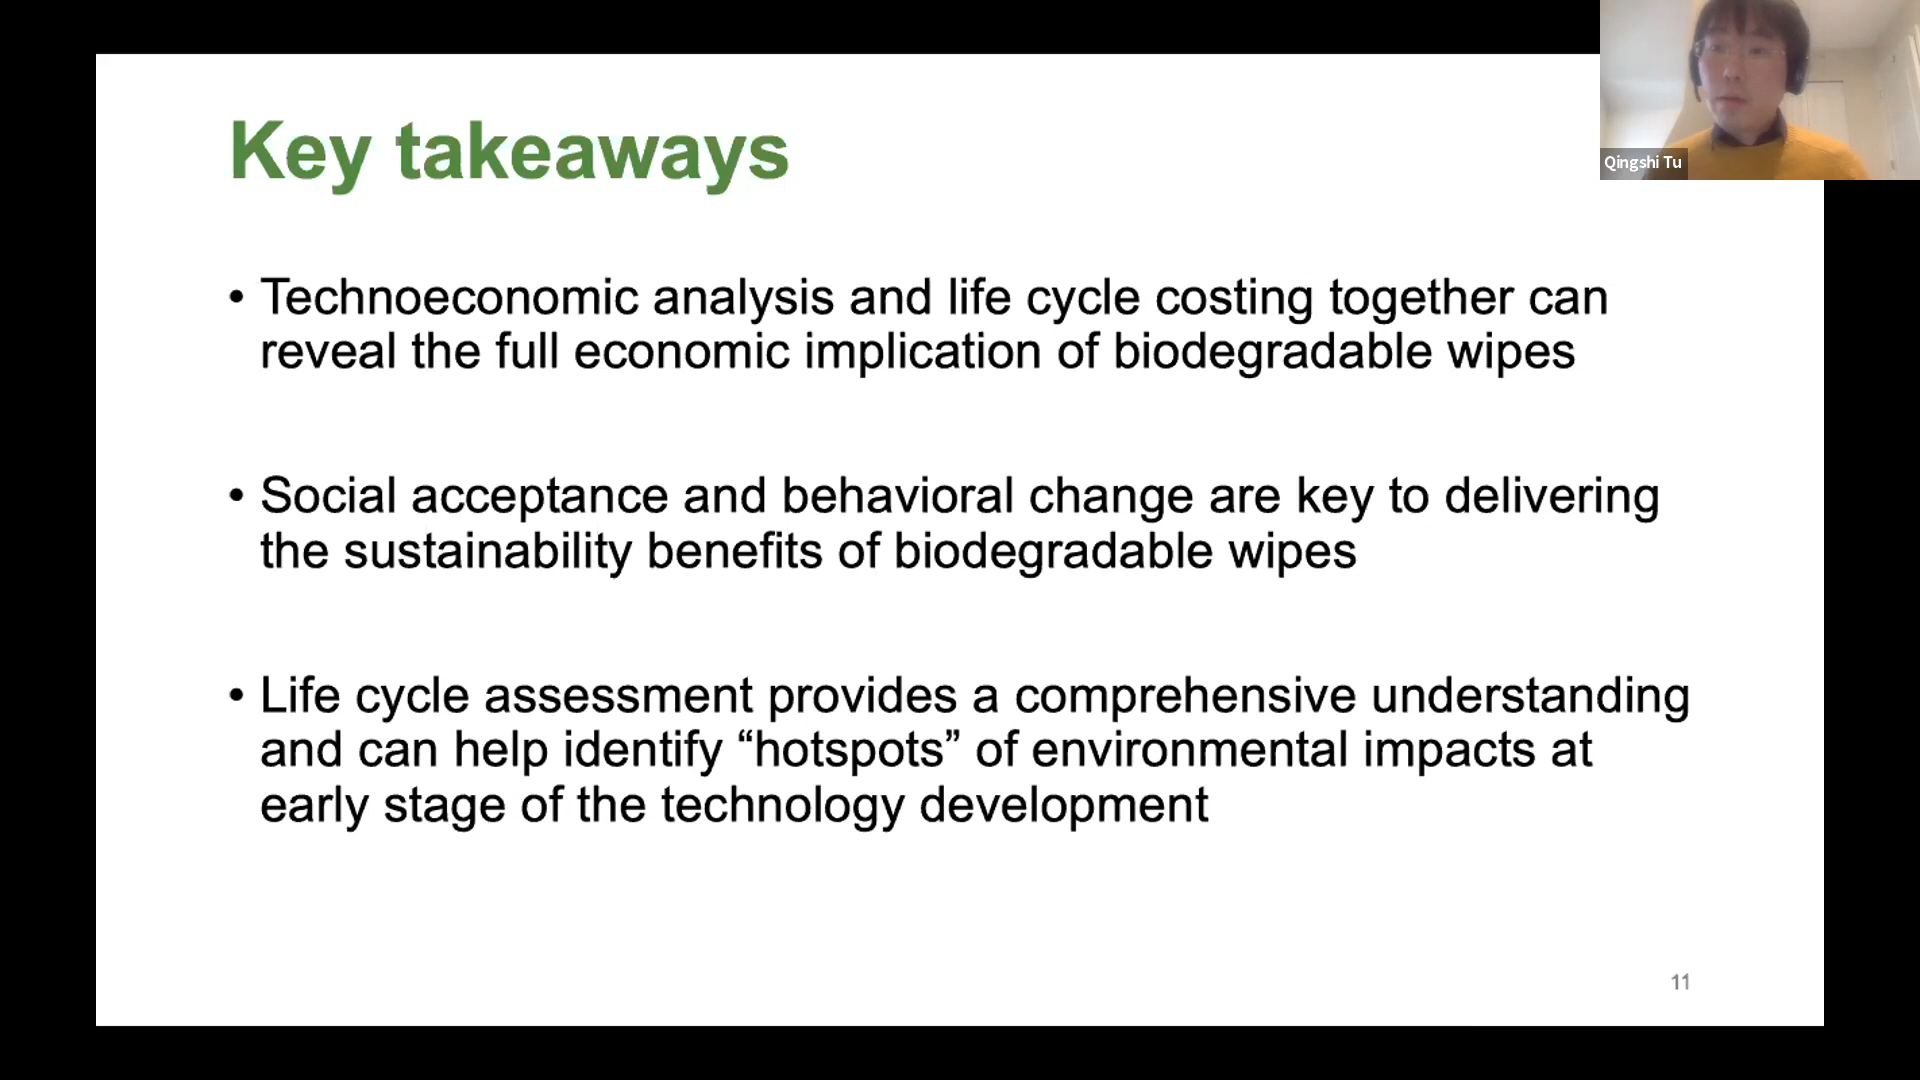 Qingshi Tu
Key takeaways
• Technoeconomic analysis and life cycle costing together can
reveal the full economic implication of biodegradable wipes
• Social acceptance and behavioral change are key to delivering
the sustainability benefits of biodegradable wipes
• Life cycle assessment provides a comprehensive understanding
and can help identify “hotspots” of environmental impacts at
early stage of the technology development
11